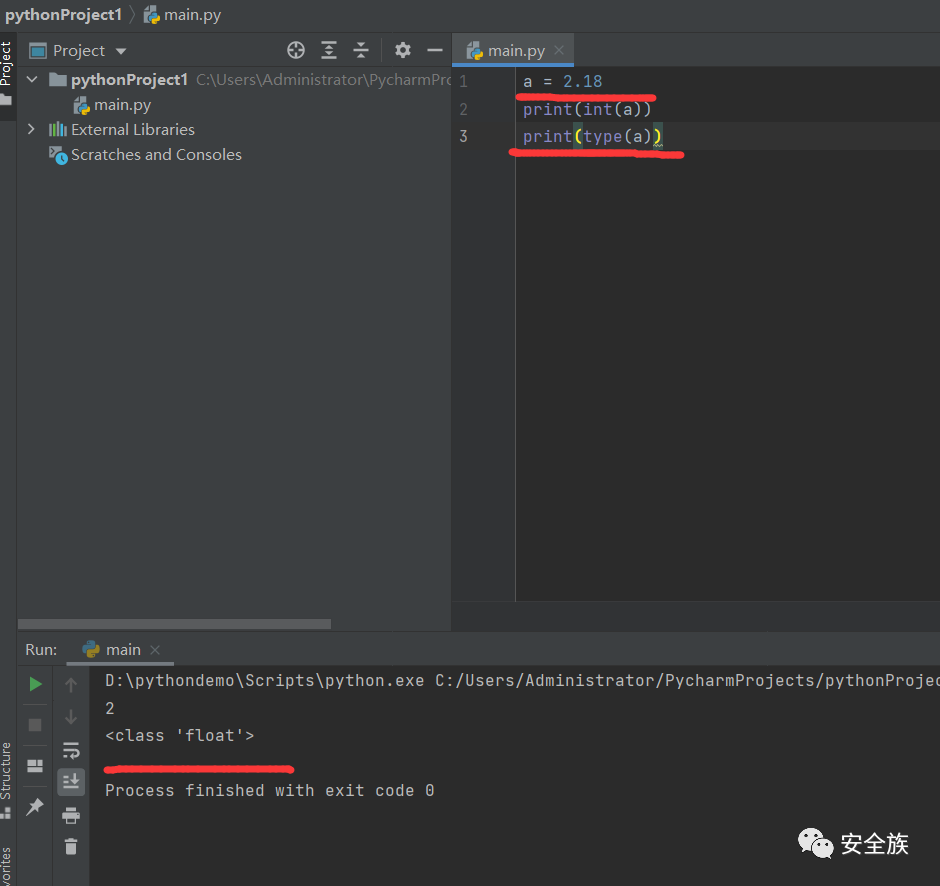 pythonProject1 main.py
Project
Project
main.py
pythonProject1 C:\Users\Administrator\PycharmPro
main.py
External Libraries
Scratches and Consoles
1 a = 2.18
2 print(int(a))
3 print(type(a))
Run: main
D:\pythondemo\Scripts\python.exe C:/Users/Administrator/PycharmProjects/pythonProjec
2
<class 'float'>
Process finished with exit code 0
Structure
vorites
安全族